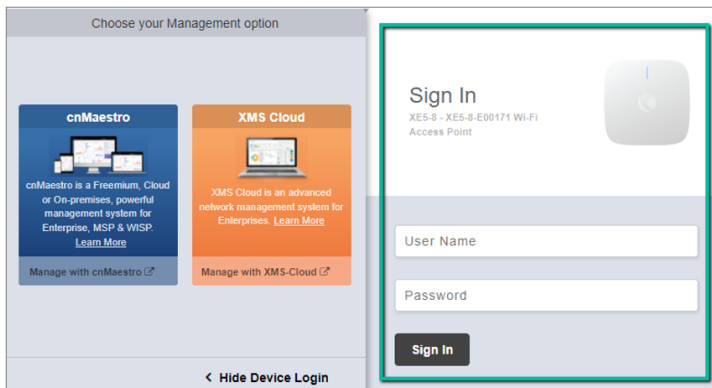 Choose your Management option
cnMaestro
cnMaestro is a Freemium, Cloud
or On-premises, powerful
management system for
Enterprise, MSP & WISP.
Learn More
Manage with cnMaestro
XMS Cloud
XMS Cloud is an advanced
network management system for
Enterprises. Learn More
Manage with XMS-Cloud
< Hide Device Login
Sign In
XE5-8 - XE5-8-E00171 Wi-Fi
Access Point
User Name
Password
Sign In